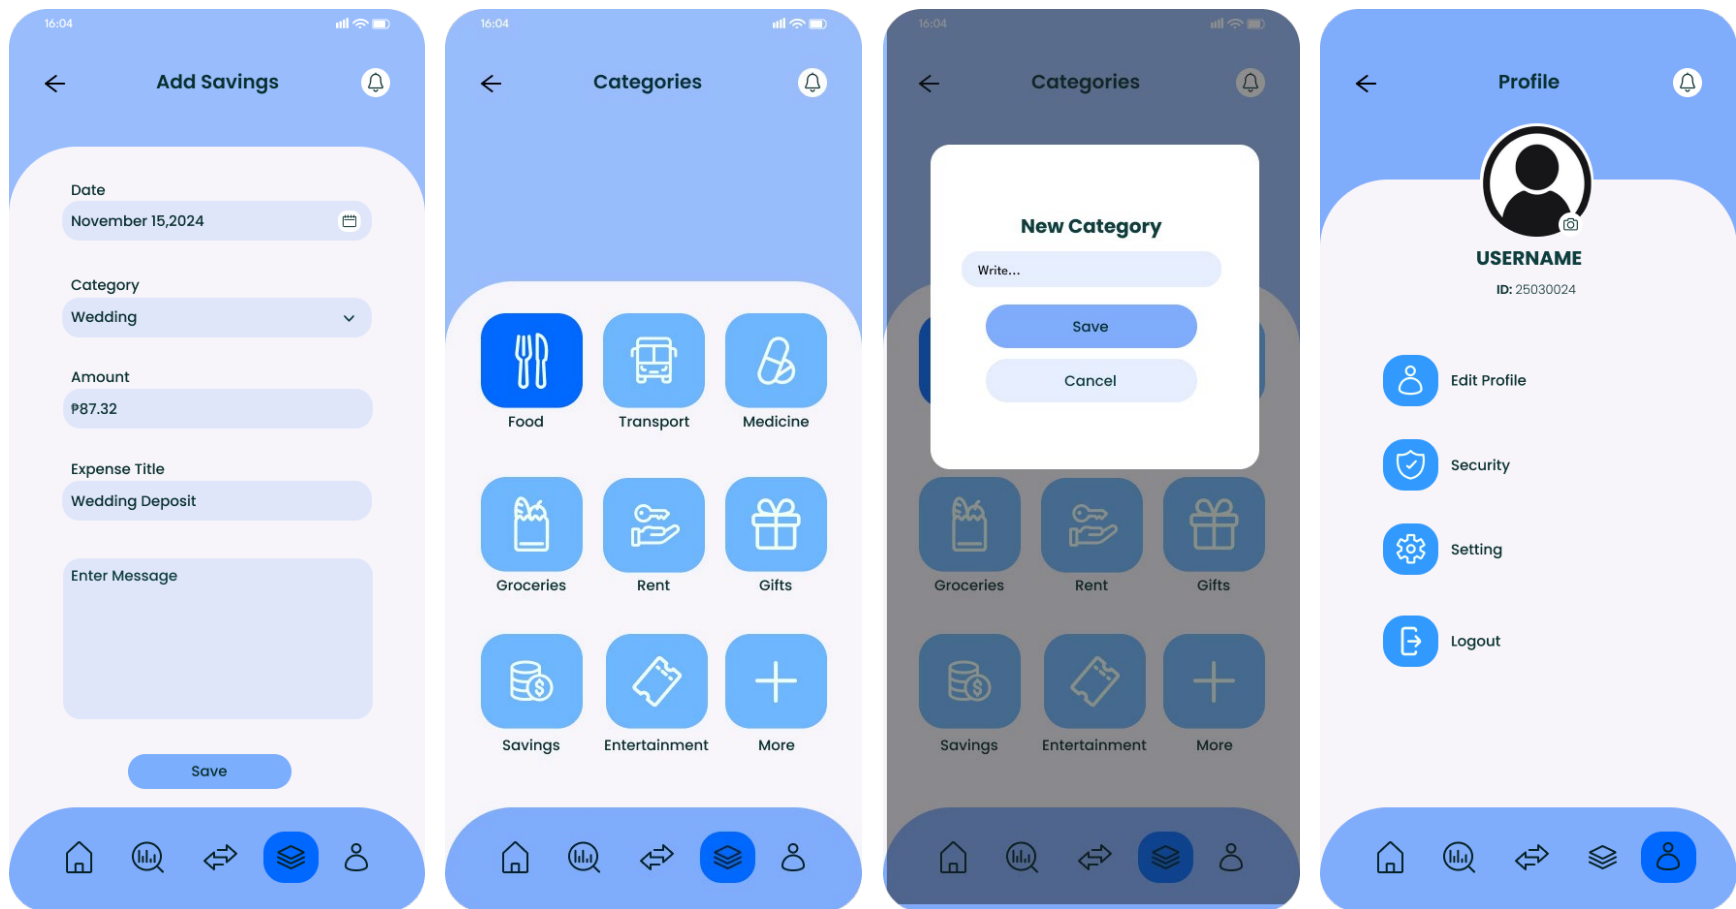 16:04
Add Savings
Date
November 15,2024
Category
Wedding
Amount
₱87.32
Expense Title
Wedding Deposit
Enter Message
Save
16:04
Categories
Food
Transport
Medicine
Groceries
Rent
Gifts
Savings
Entertainment
More
16:04
Categories
New Category
Write...
Save
Cancel
Groceries
Rent
Gifts
Savings
Entertainment
More
Profile
USERNAME
ID: 25030024
Edit Profile
Security
Setting
Logout